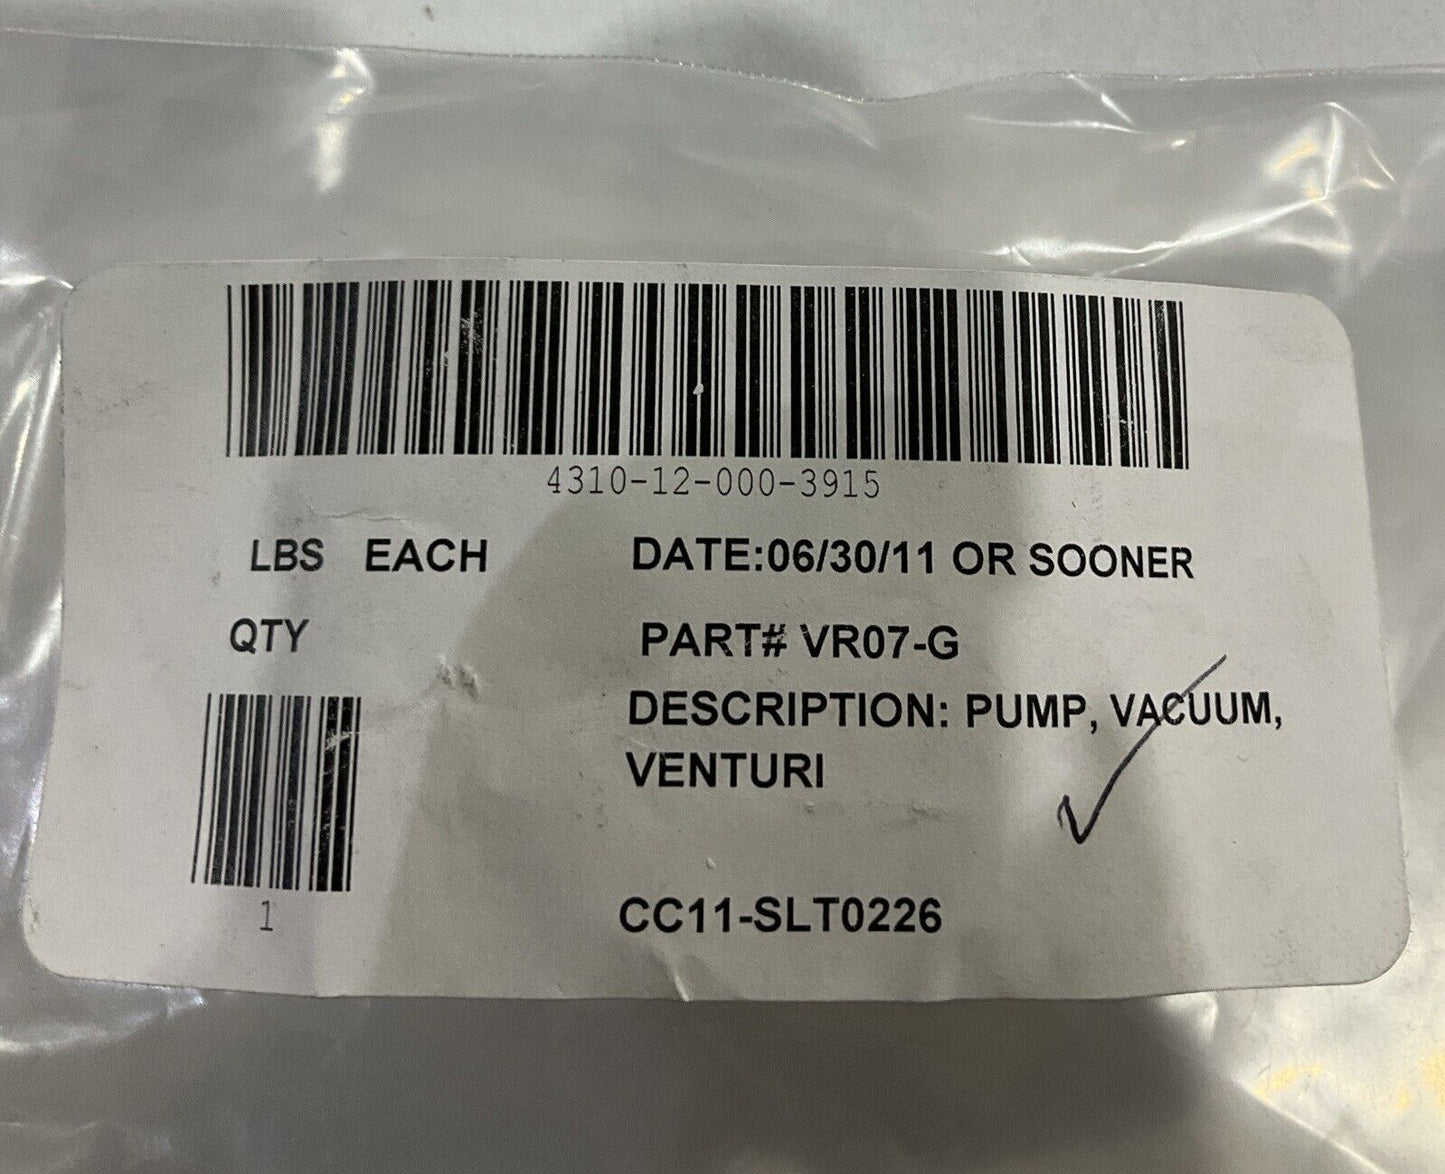 4310-12-000-3915
LBS EACH
DATE:06/30/11 OR SOONER
QTY
PART# VR07-G
DESCRIPTION: PUMP, VACUUM,
VENTURI
1
CC11-SLT0226